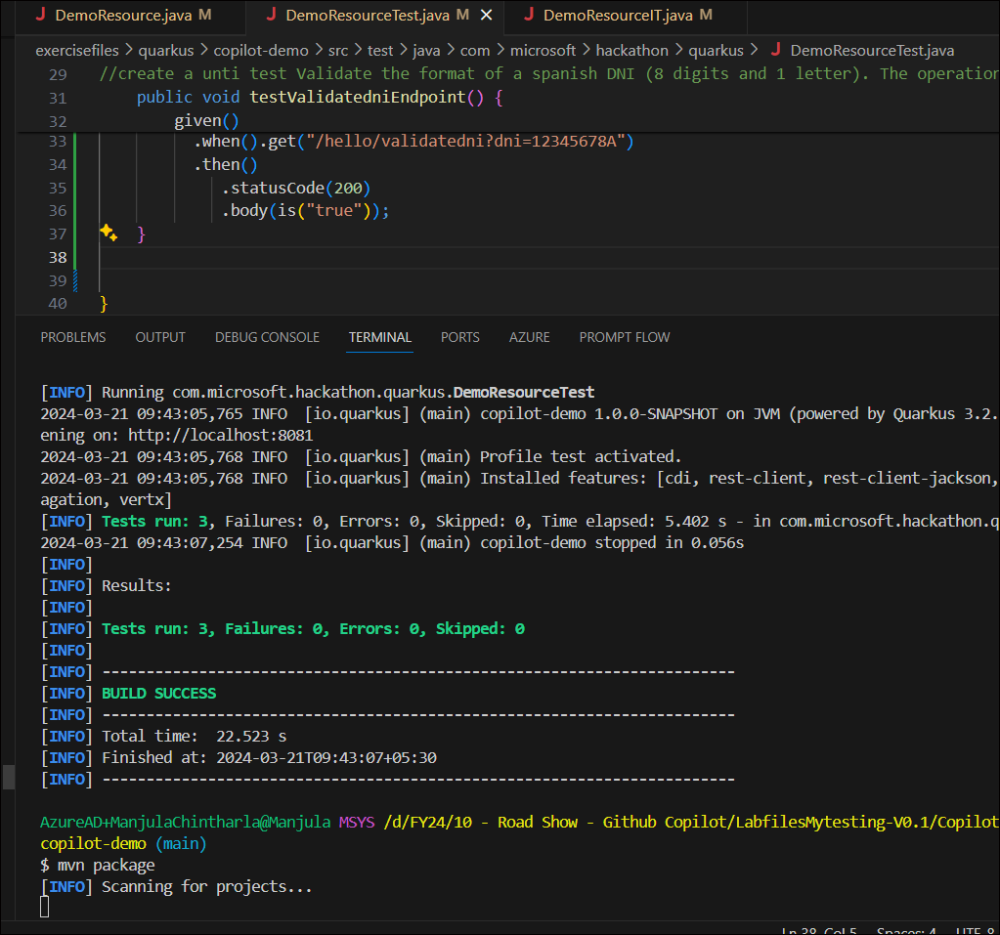 DemoResource.java M DemoResourceTest.java M DemoResourceIT.java M
exercisefiles > quarkus > copilot-demo > src > test > java > com > microsoft > hackathon > quarkus > DemoResourceTest.java
29 //create a unti test Validate the format of a spanish DNI (8 digits and 1 letter). The operation
31 public void testValidatedniEndpoint() {
32 given()
33 .when().get("/hello/validatedni?dni=12345678A")
34 .then()
35 .statusCode(200)
36 .body(is("true"));
37 }
38
39
40 }
PROBLEMS OUTPUT DEBUG CONSOLE TERMINAL PORTS AZURE PROMPT FLOW
[INFO] Running com.microsoft.hackathon.quarkus.DemoResourceTest
2024-03-21 09:43:05,765 INFO [io.quarkus] (main) copilot-demo 1.0.0-SNAPSHOT on JVM (powered by Quarkus 3.2.
ening on: http://localhost:8081
2024-03-21 09:43:05,768 INFO [io.quarkus] (main) Profile test activated.
2024-03-21 09:43:05,768 INFO [io.quarkus] (main) Installed features: [cdi, rest-client, rest-client-jackson,
agation, vertx]
[INFO] Tests run: 3, Failures: 0, Errors: 0, Skipped: 0, Time elapsed: 5.402 s - in com.microsoft.hackathon.q
2024-03-21 09:43:07,254 INFO [io.quarkus] (main) copilot-demo stopped in 0.056s
[INFO]
[INFO] Results:
[INFO]
[INFO] Tests run: 3, Failures: 0, Errors: 0, Skipped: 0
[INFO]
[INFO] ------------------------------------------------------------------------
[INFO] BUILD SUCCESS
[INFO] ------------------------------------------------------------------------
[INFO] Total time: 22.523 s
[INFO] Finished at: 2024-03-21T09:43:07+05:30
[INFO] ------------------------------------------------------------------------
AzureAD+ManjulaChintharla@Manjula MSYS /d/FY24/10 - Road Show - Github Copilot/LabfilesMytesting-V0.1/Copilot
copilot-demo (main)
$ mvn package
[INFO] Scanning for projects...
Ln 38, Col 5 Spaces: 4 UTF-8